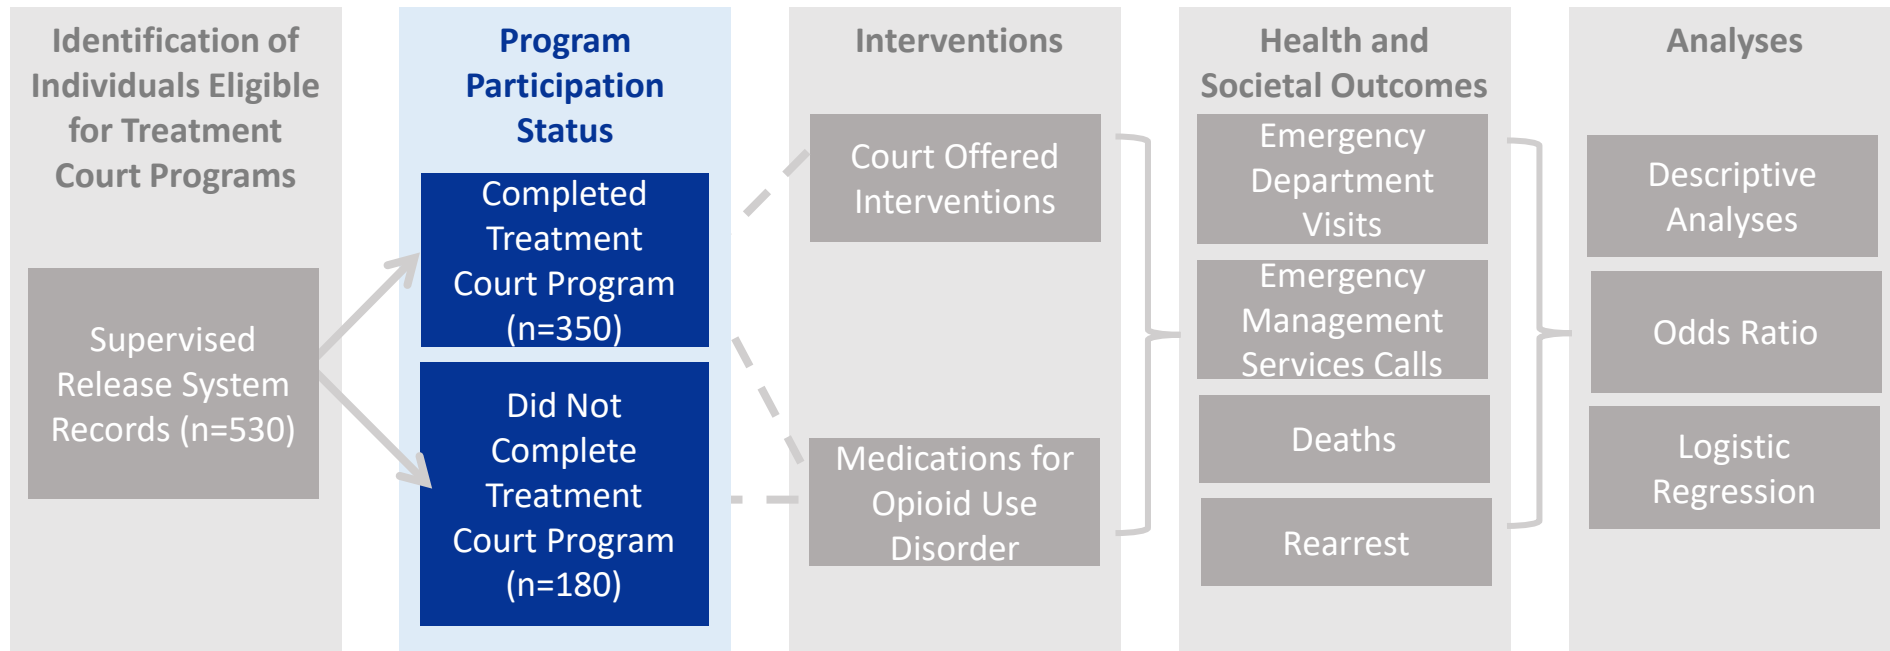 Identification of
Individuals Eligible
for Treatment
Court Programs
Supervised
Release System
Records (n=530)
Program
Participation
Status
Completed
Treatment
Court Program
(n=350)
Did Not
Complete
Treatment
Court Program
(n=180)
Interventions
Court Offered
Interventions
Medications for
Opioid Use
Disorder
Health and
Societal Outcomes
Emergency
Department
Visits
Emergency
Management
Services Calls
Deaths
Rearrest
Analyses
Descriptive
Analyses
Odds Ratio
Logistic
Regression